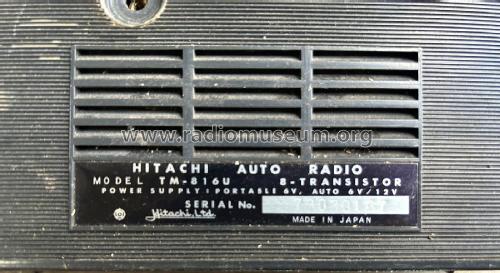 www.radiomuseum.org
HITACHI AUTO RADIO
MODEL TM-816U 8-TRANSISTOR
POWER SUPPLY: PORTABLE 6V, AUTO 6V/12V
SERIAL No.
Hitachi, Ltd. MADE IN JAPAN